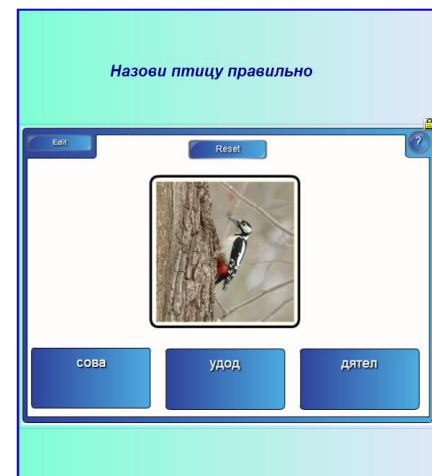 Назови птицу правильно
Edit
Reset
?
сова
удод
дятел